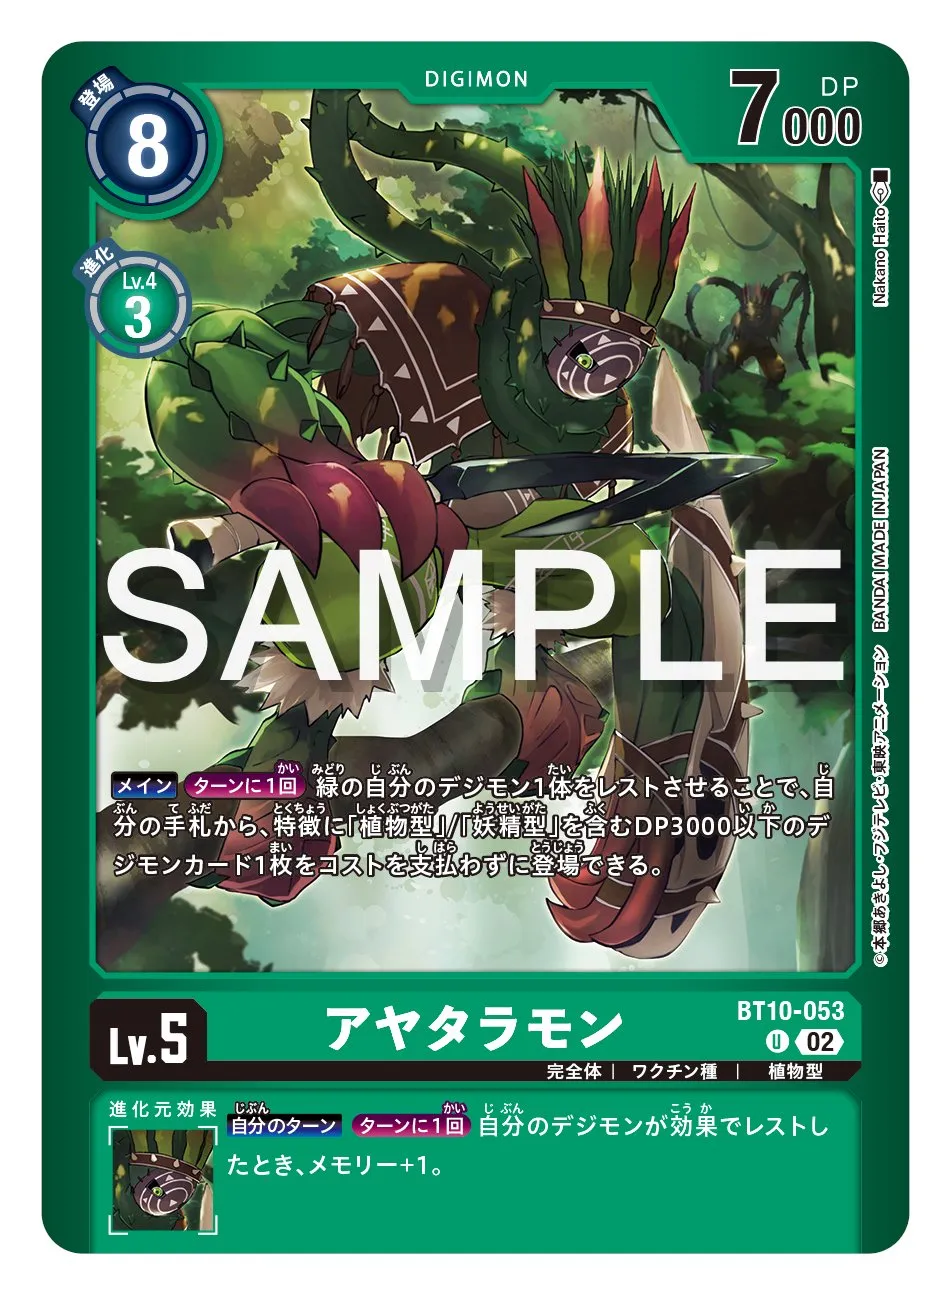 DIGIMON
登場
8
DP
7000
進化
Lv.4
3
Nakano Haito
BANDAI MADE IN JAPAN
©本郷あきよし・フジテレビ・東映アニメーション
SAMPLE
メイン ターンに1回 緑の自分のデジモン1体をレストさせることで、自
分の手札から、特徴に「植物型」/「妖精型」を含むDP3000以下のデ
ジモンカード1枚をコストを支払わずに登場できる。
Lv.5
アヤタラモン
BT10-053
U 02
完全体 | ワクチン種 | 植物型
進化元効果
自分のターン ターンに1回 自分のデジモンが効果でレストし
たとき、メモリー+1。